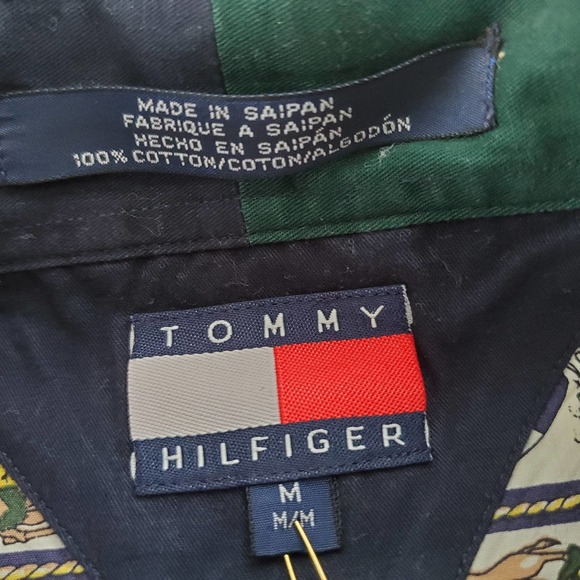 MADE IN SAIPAN
FABRIQUE A SAIPAN
HECHO EN SAIPÁN
100% COTTON/COTON/ALGODÓN
TOMMY
HILFIGER
M
M/M